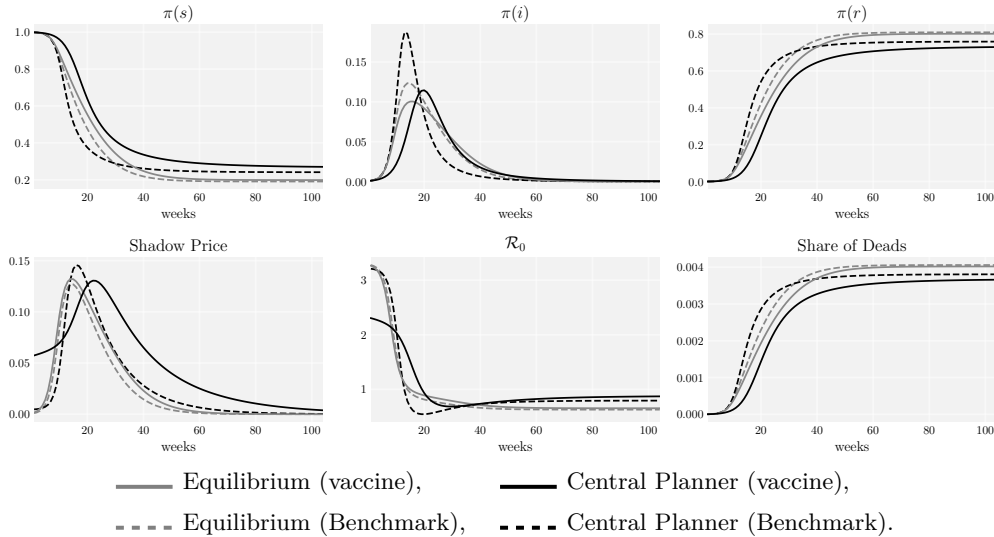 π(s)
1.0
0.8
0.6
0.4
0.2
20 40 60 80 100
weeks
π(i)
0.15
0.10
0.05
0.00
20 40 60 80 100
weeks
π(r)
0.8
0.6
0.4
0.2
0.0
20 40 60 80 100
weeks
Shadow Price
0.15
0.10
0.05
0.00
20 40 60 80 100
weeks
ℛ₀
3
2
1
20 40 60 80 100
weeks
Share of Deads
0.004
0.003
0.002
0.001
0.000
20 40 60 80 100
weeks
Equilibrium (vaccine),
Central Planner (vaccine),
Equilibrium (Benchmark),
Central Planner (Benchmark).